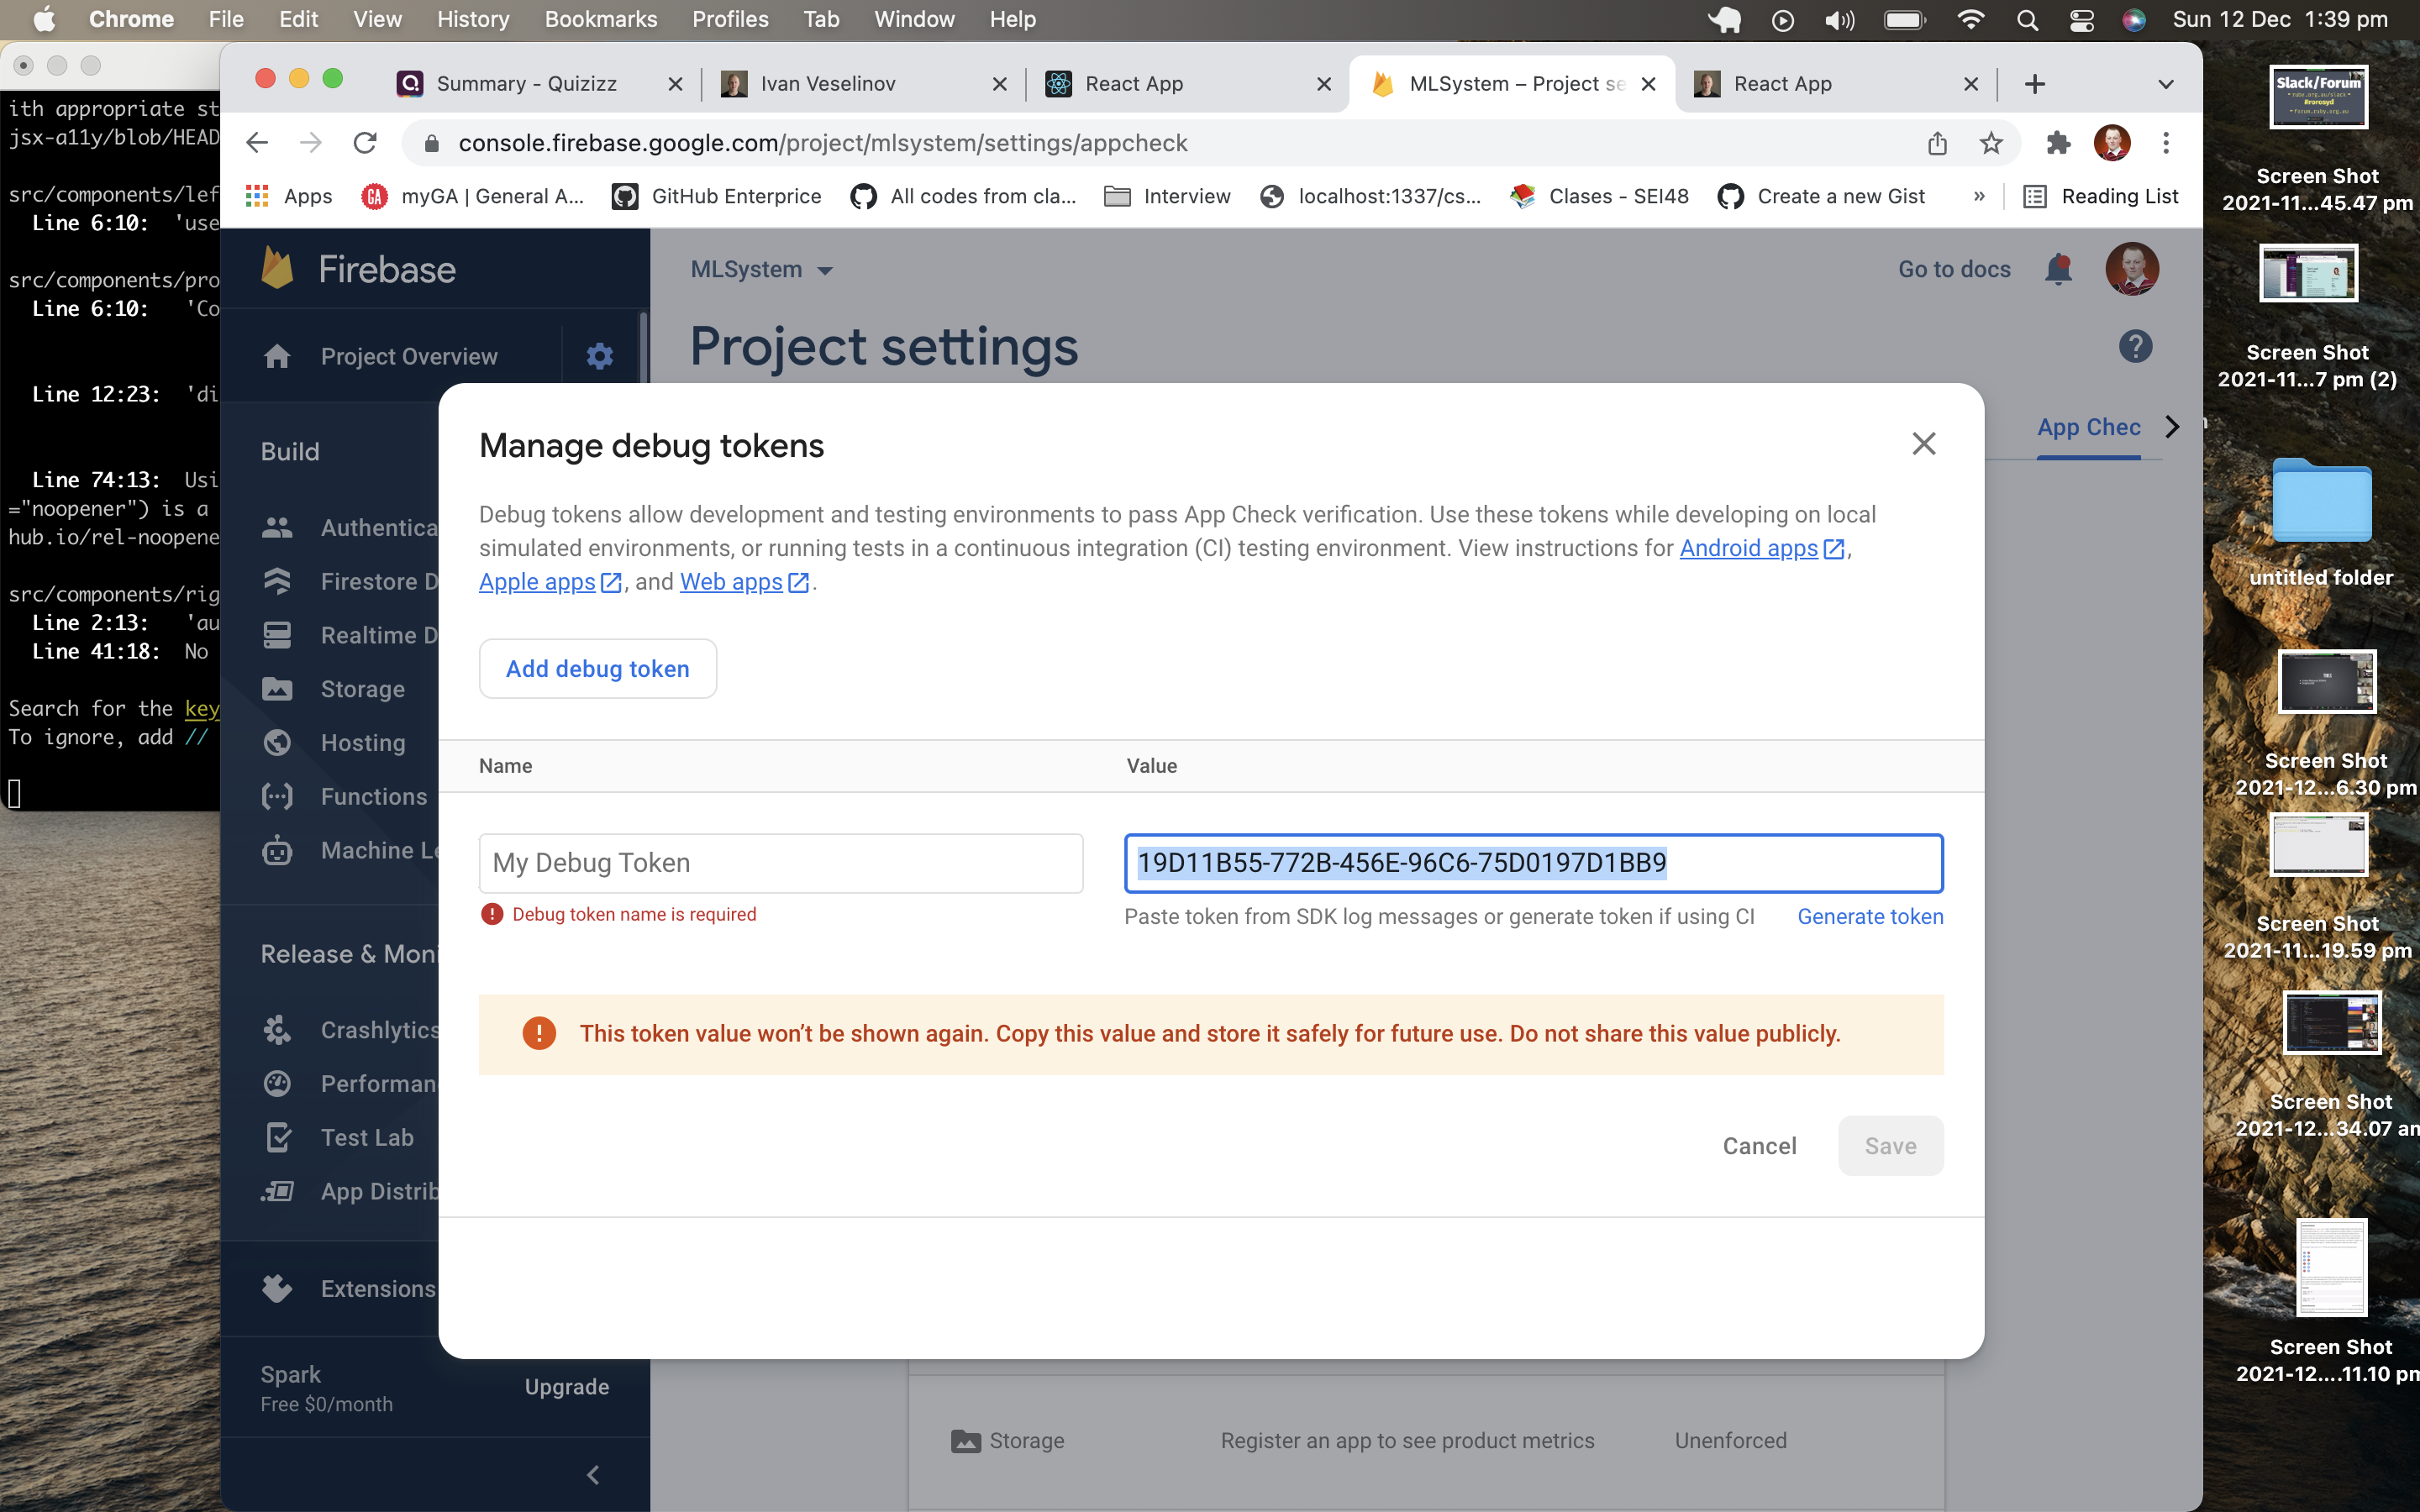 Chrome File Edit View History Bookmarks Profiles Tab Window Help Sun 12 Dec 1:39 pm
Summary - Quizizz
Ivan Veselinov
React App
MLSystem – Project se
React App
console.firebase.google.com/project/mlsystem/settings/appcheck
Apps
myGA | General A...
GitHub Enterprice
All codes from cla...
Interview
localhost:1337/cs...
Clases - SEI48
Create a new Gist
»
Reading List
ith appropriate st
jsx-a11y/blob/HEAD
src/components/lef
Line 6:10: 'use
src/components/pro
Line 6:10: 'Co
Line 12:23: 'di
Line 74:13: Usi
="noopener") is a
hub.io/rel-noopene
src/components/rig
Line 2:13: 'au
Line 41:18: No
Search for the key
To ignore, add //
Firebase
Project Overview
Build
Authentica
Firestore D
Realtime D
Storage
Hosting
Functions
Machine Le
Release & Moni
Crashlytics
Performan
Test Lab
App Distrib
Extensions
Spark
Free $0/month
Upgrade
MLSystem
Go to docs
Project settings
App Chec
Manage debug tokens
Debug tokens allow development and testing environments to pass App Check verification. Use these tokens while developing on local
simulated environments, or running tests in a continuous integration (CI) testing environment. View instructions for Android apps,
Apple apps, and Web apps.
Add debug token
Name Value
My Debug Token
19D11B55-772B-456E-96C6-75D0197D1BB9
Debug token name is required
Paste token from SDK log messages or generate token if using CI
Generate token
This token value won't be shown again. Copy this value and store it safely for future use. Do not share this value publicly.
Cancel
Save
Storage Register an app to see product metrics Unenforced
Slack/Forum
Screen Shot
2021-11...45.47 pm
Screen Shot
2021-11...7 pm (2)
untitled folder
Screen Shot
2021-12...6.30 pm
Screen Shot
2021-11...19.59 pm
Screen Shot
2021-12...34.07 am
Screen Shot
2021-12....11.10 pm